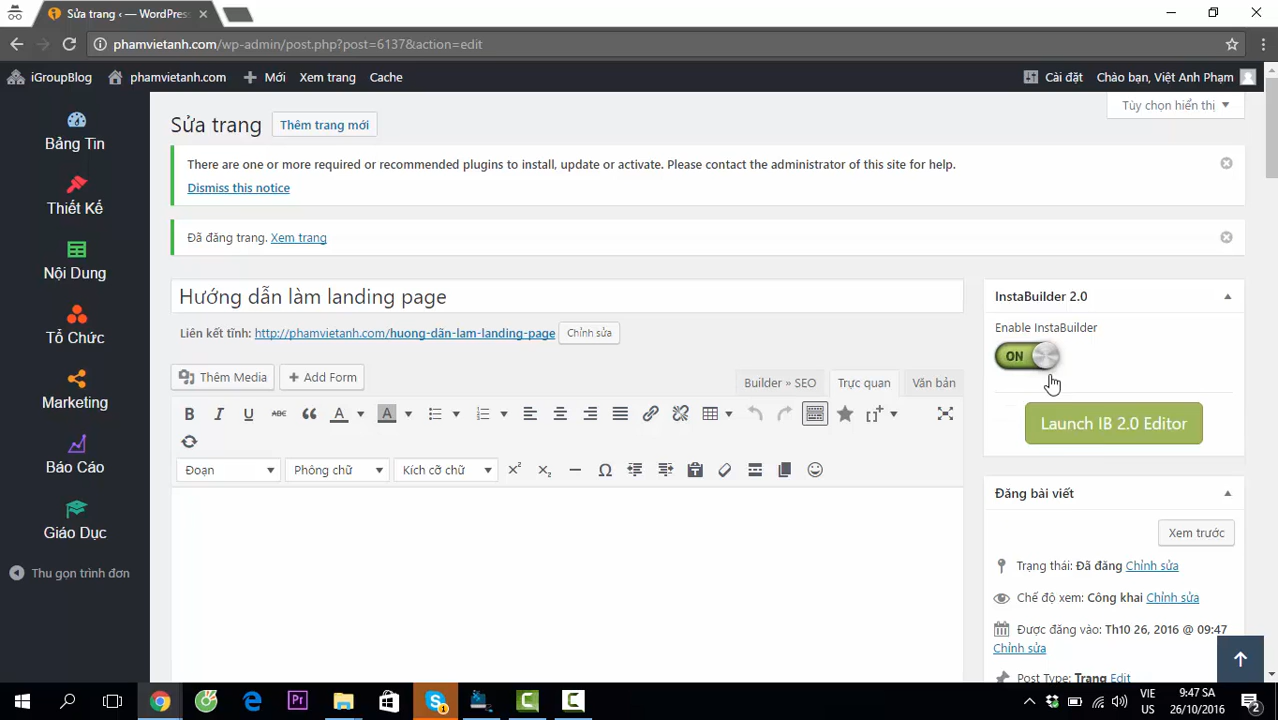 Sửa trang ‹ — WordPress
phamvietanh.com/wp-admin/post.php?post=6137&action=edit
iGroupBlog phamvietanh.com Mới Xem trang Cache Cài đặt Chào bạn, Việt Anh Phạm
Tùy chọn hiển thị
Sửa trang Thêm trang mới
There are one or more required or recommended plugins to install, update or activate. Please contact the administrator of this site for help.
Dismiss this notice
Đã đăng trang. Xem trang
Bảng Tin
Thiết Kế
Nội Dung
Tổ Chức
Marketing
Báo Cáo
Giáo Dục
Thu gọn trình đơn
Hướng dẫn làm landing page
Liên kết tĩnh: http://phamvietanh.com/huong-dãn-lam-landing-page Chỉnh sửa
Thêm Media Add Form
Builder » SEO Trực quan Văn bản
B I U ABC A A
Đoạn Phông chữ Kích cỡ chữ
InstaBuilder 2.0
Enable InstaBuilder
ON
Launch IB 2.0 Editor
Đăng bài viết
Xem trước
Trạng thái: Đã đăng Chỉnh sửa
Chế độ xem: Công khai Chỉnh sửa
Được đăng vào: Th10 26, 2016 @ 09:47
Chỉnh sửa
Post Type: Trang Edit
VIE 9:47 SA
US 26/10/2016